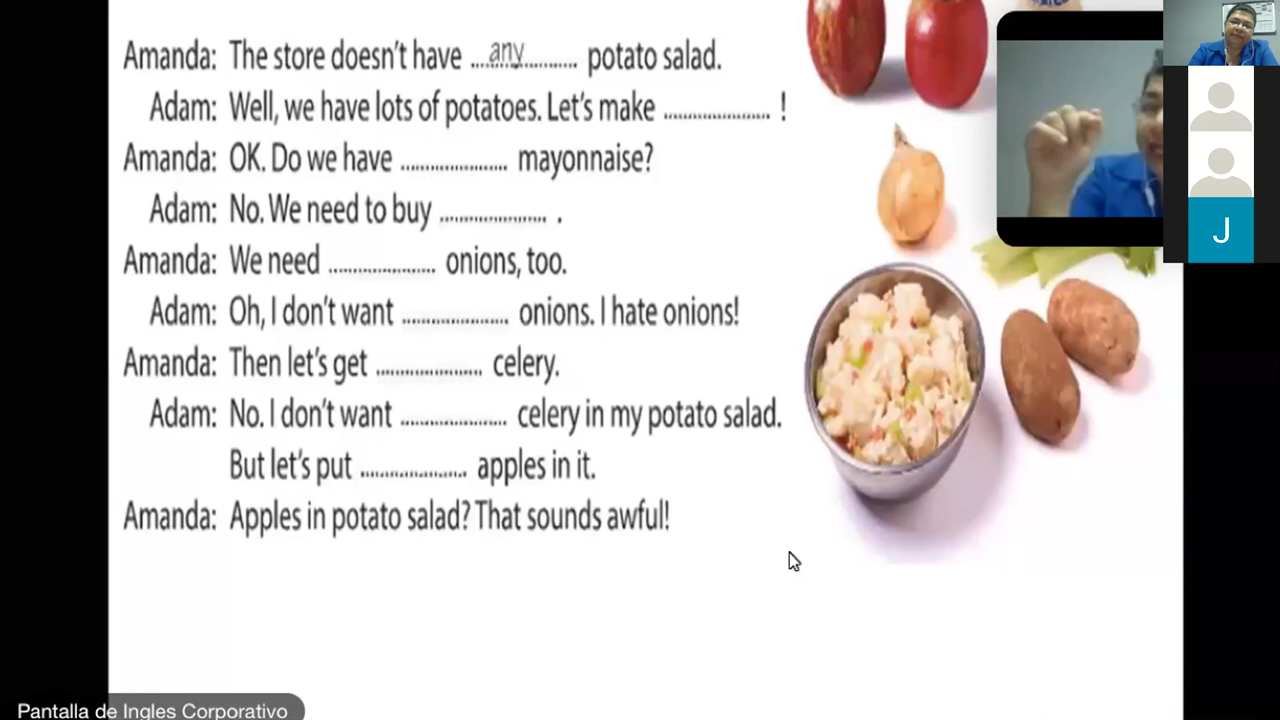 Amanda: The store doesn't have ...any... potato salad.
Adam: Well, we have lots of potatoes. Let's make ..................... !
Amanda: OK. Do we have ..................... mayonnaise?
Adam: No. We need to buy ..................... .
Amanda: We need ..................... onions, too.
Adam: Oh, I don't want ..................... onions. I hate onions!
Amanda: Then let's get ..................... celery.
Adam: No. I don't want ..................... celery in my potato salad.
But let's put ..................... apples in it.
Amanda: Apples in potato salad? That sounds awful!
J
Pantalla de Ingles Corporativo